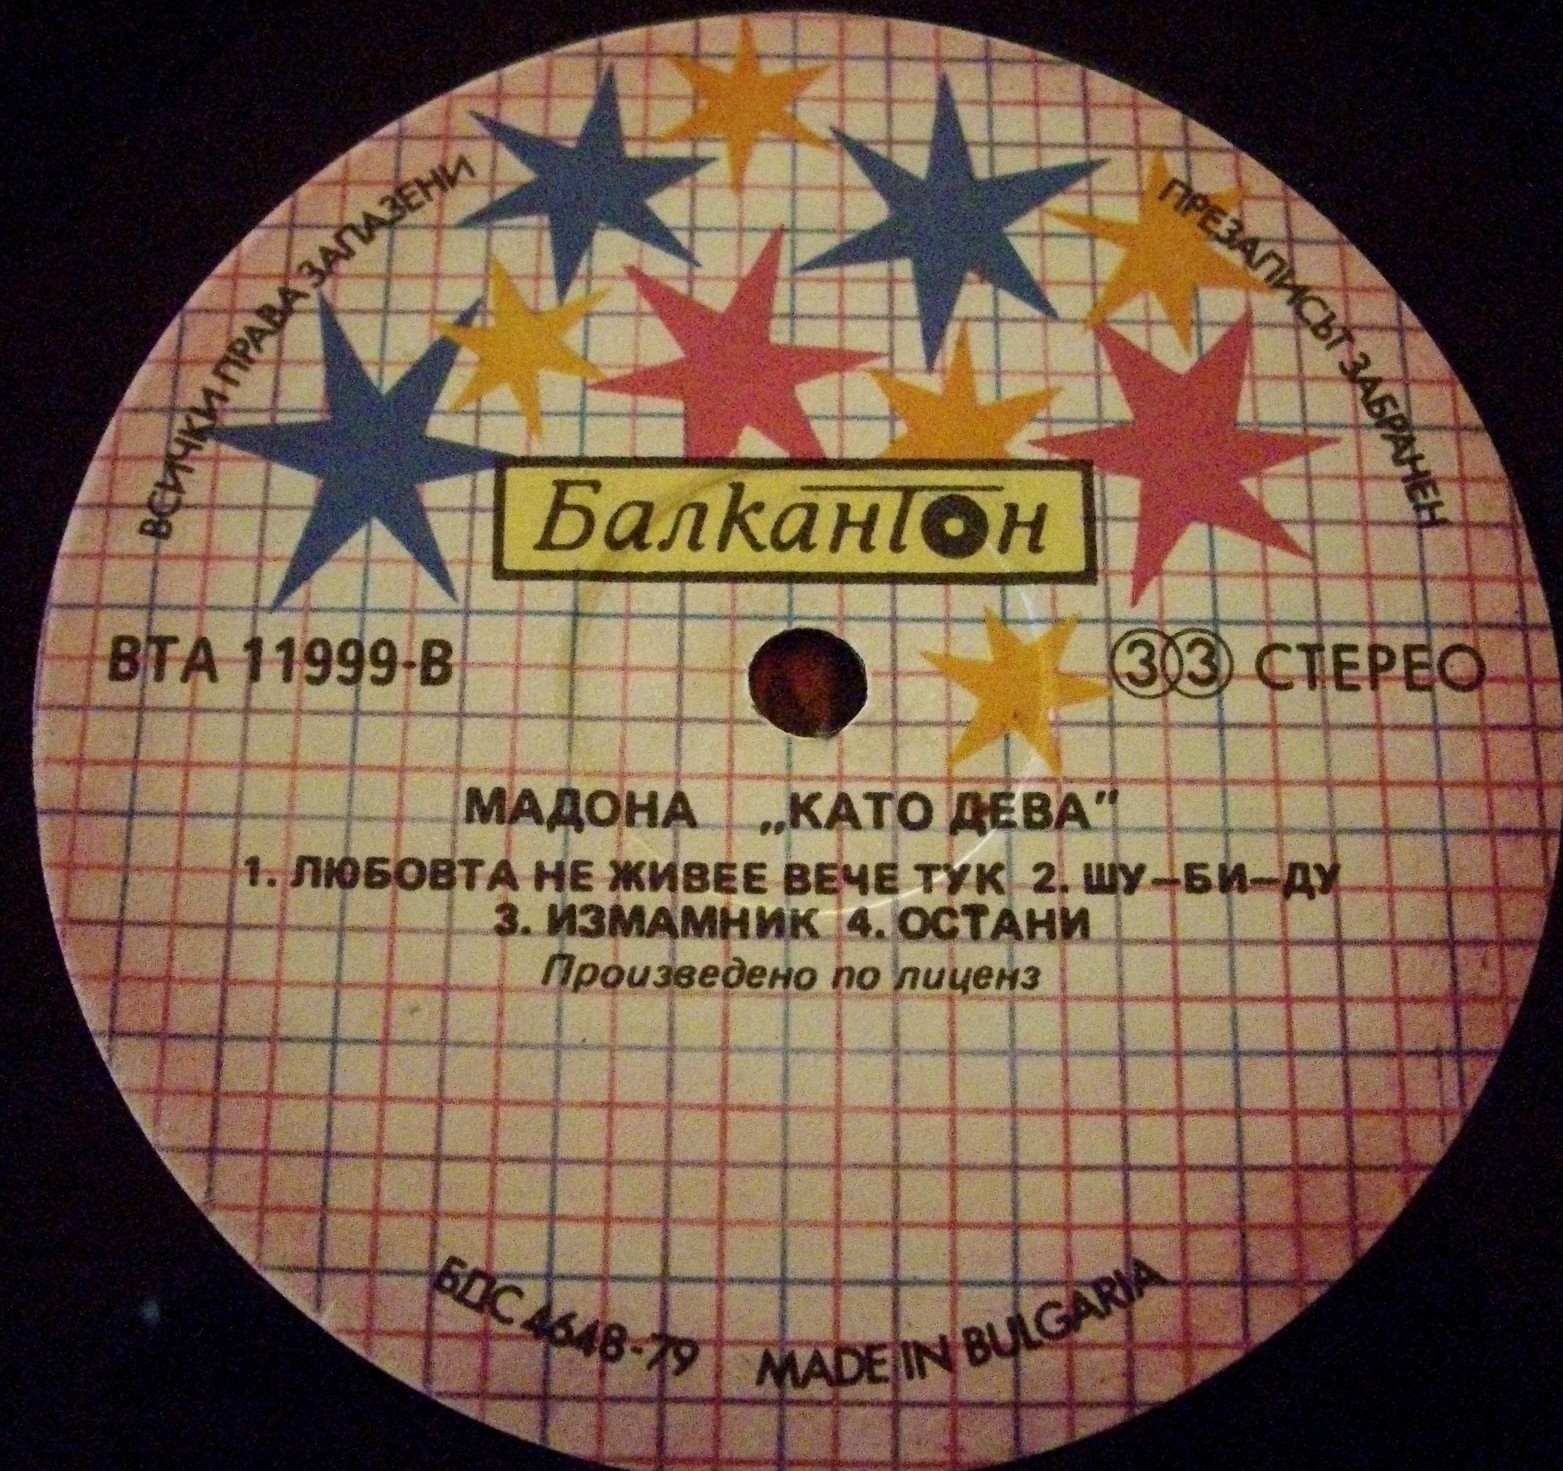 ВСИЧКИ ПРАВА ЗАПАЗЕНИ
ПРЕЗАПИСЪТ ЗАБРАНЕН
Балкантон
ВТА 11999-В
33 СТЕРЕО
МАДОНА „КАТО ДЕВА"
1. ЛЮБОВТА НЕ ЖИВЕЕ ВЕЧЕ ТУК 2. ШУ–БИ–ДУ
3. ИЗМАМНИК 4. ОСТАНИ
Произведено по лиценз
БДС 4648-79 MADE IN BULGARIA